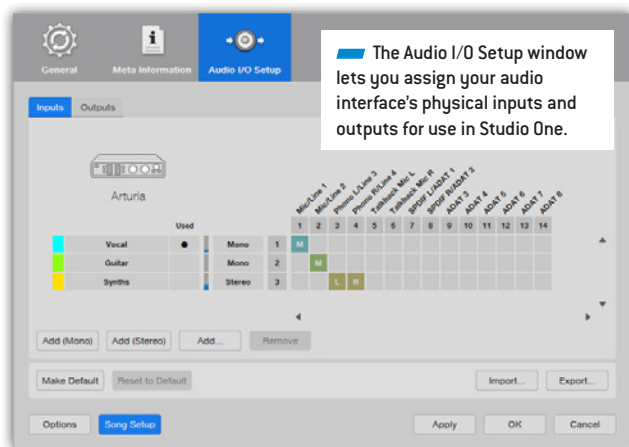 General
Meta Information
Audio I/O Setup
The Audio I/O Setup window
lets you assign your audio
interface's physical inputs and
outputs for use in Studio One.
Inputs Outputs
Arturia
Mic/Line 1
Mic/Line 2
Phono L/Line 3
Phono R/Line 4
Talkback Mic L
Talkback Mic R
SPDIF L/ADAT 1
SPDIF R/ADAT 2
ADAT 3
ADAT 4
ADAT 5
ADAT 6
ADAT 7
ADAT 8
Used
1 2 3 4 5 6 7 8 9 10 11 12 13 14
Vocal Mono 1 M
Guitar Mono 2 M
Synths Stereo 3 L R
Add (Mono) Add (Stereo) Add... Remove
Make Default Reset to Default Import... Export...
Options Song Setup Apply OK Cancel